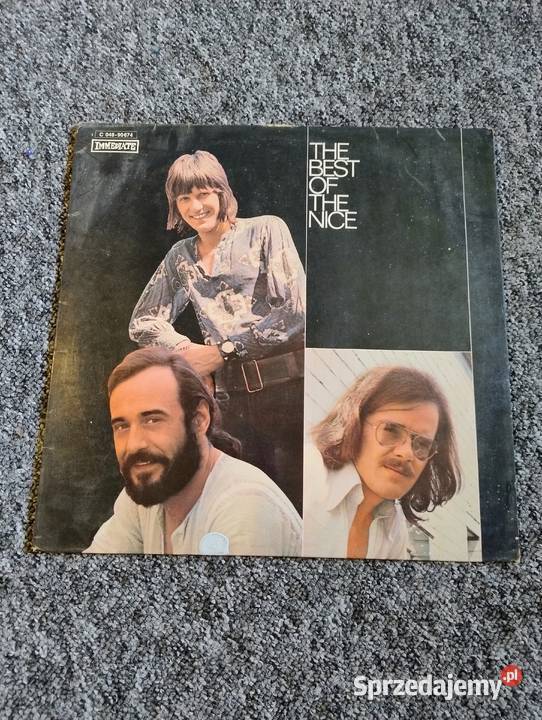 C 048-90674
IMMEDIATE
THE
BEST
OF
THE
NICE
Sprzedajemy.pl